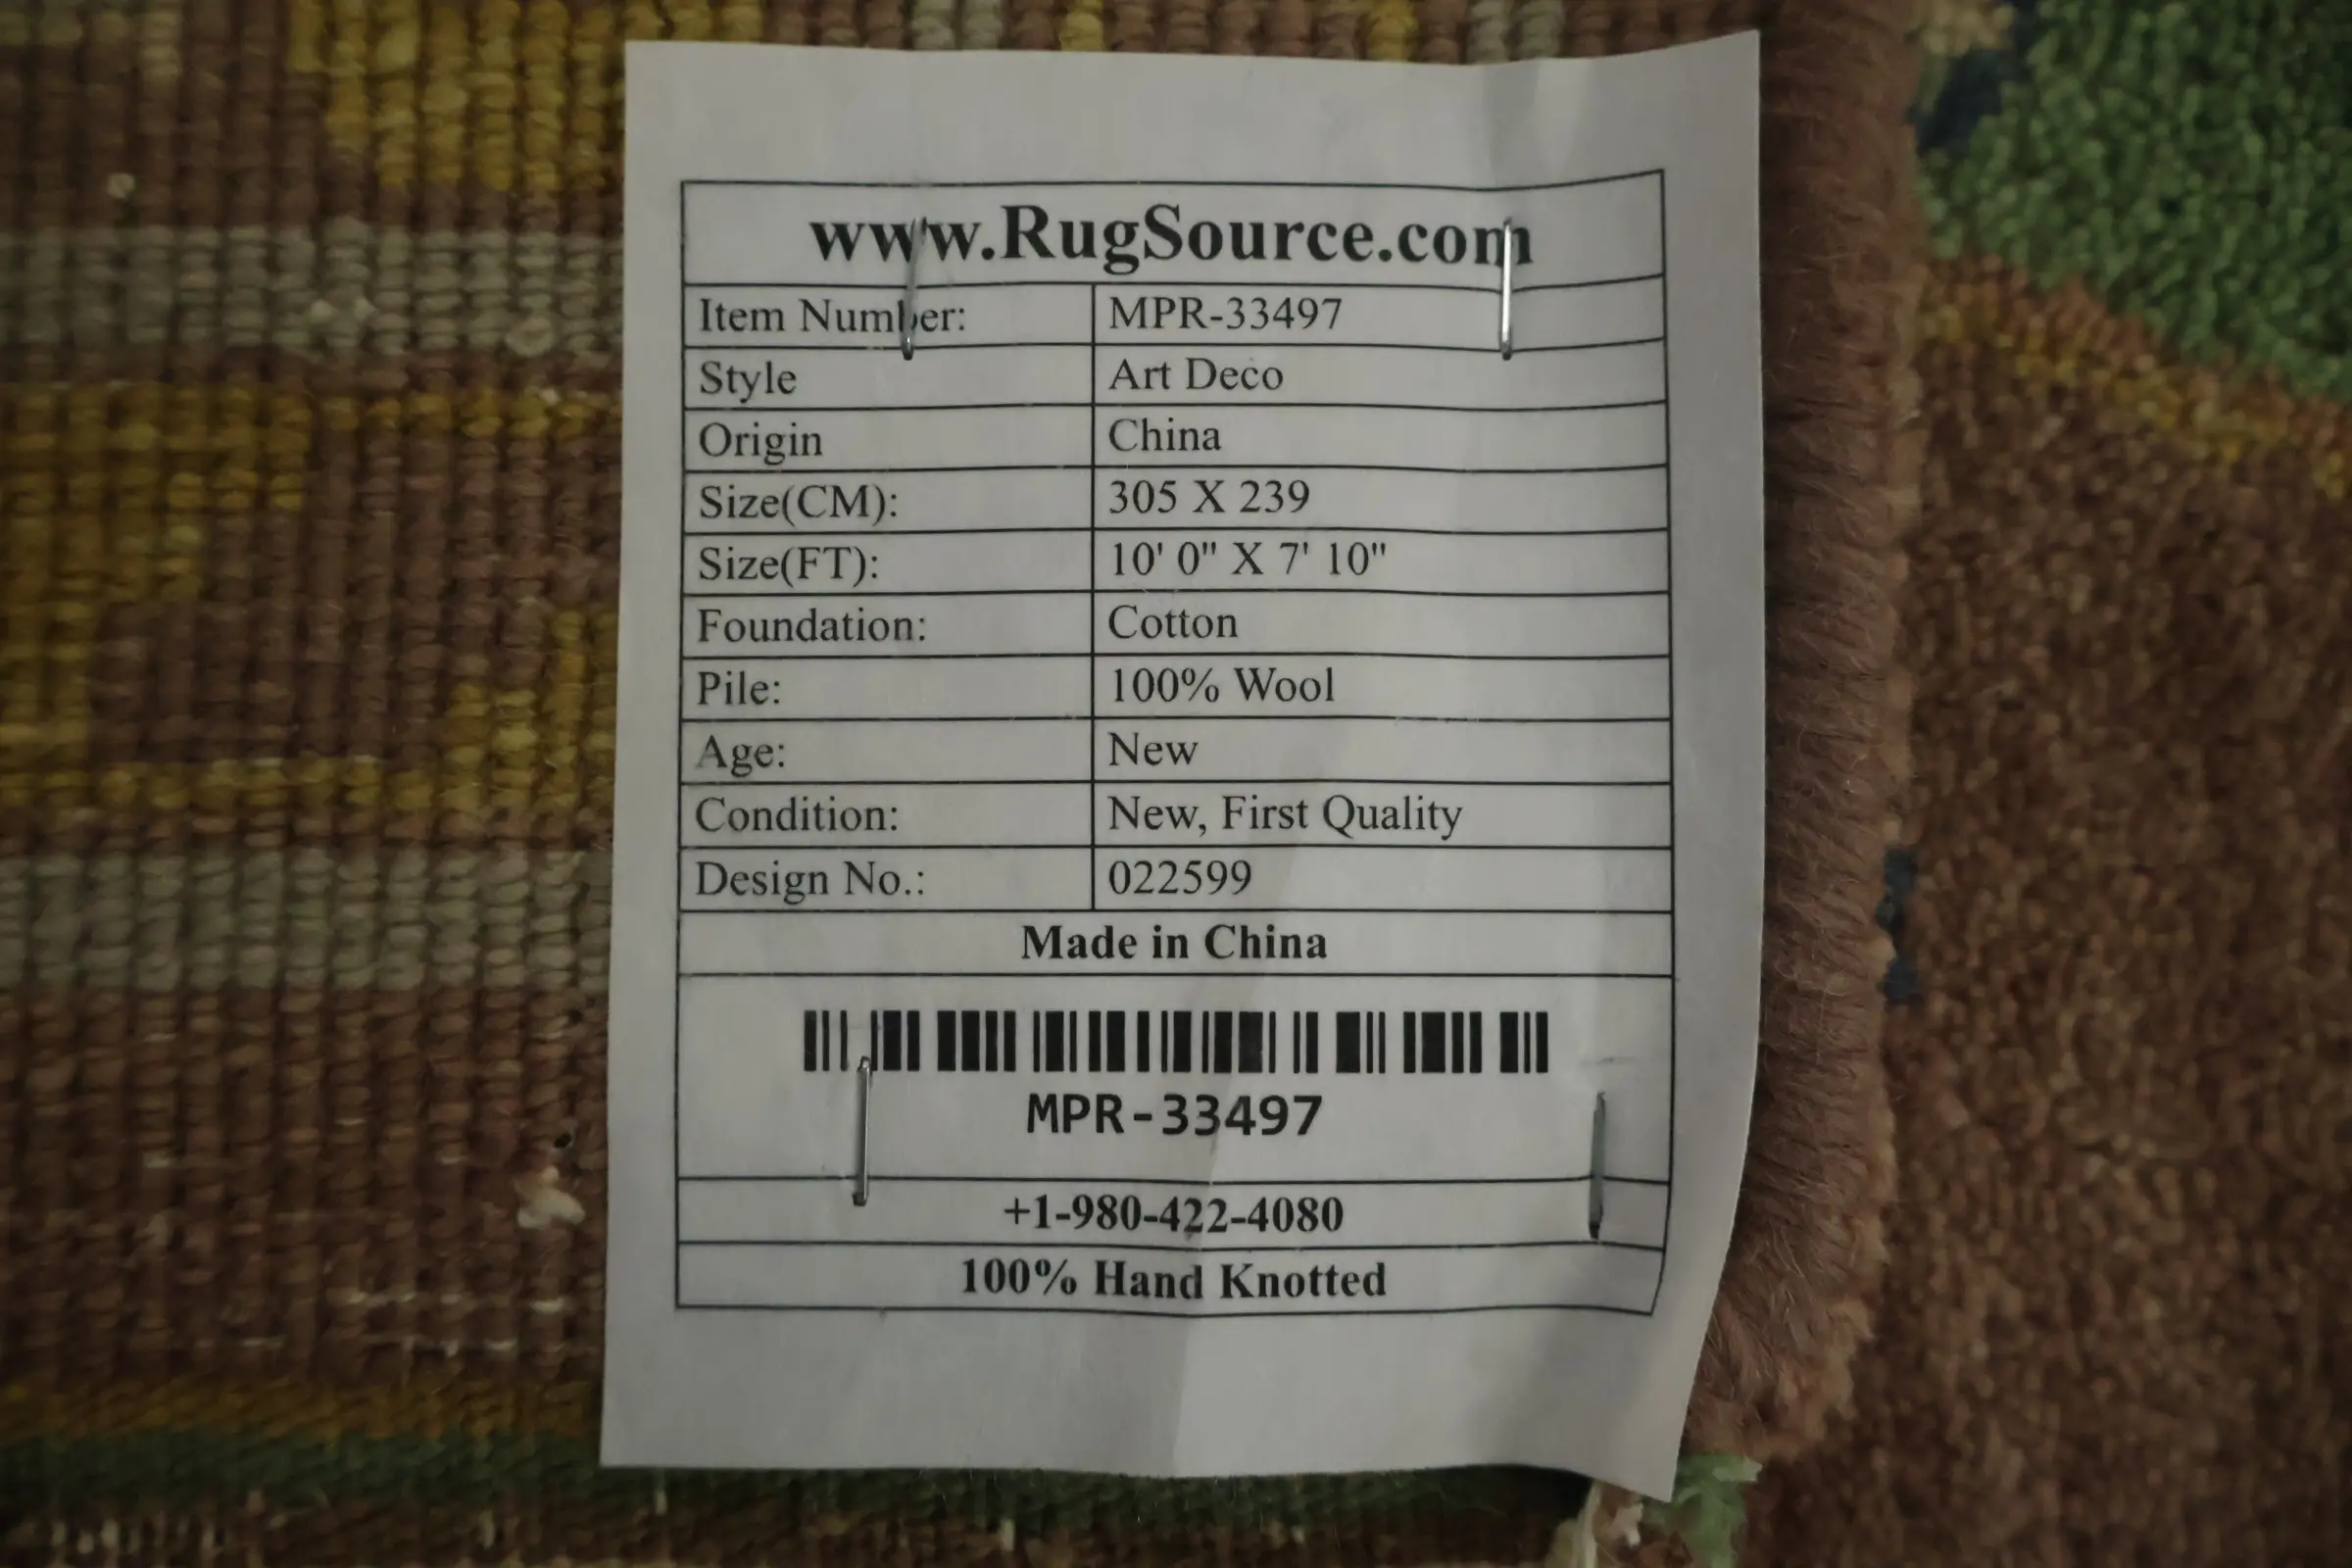 www.RugSource.com
Item Number: MPR-33497
Style Art Deco
Origin China
Size(CM): 305 X 239
Size(FT): 10' 0" X 7' 10"
Foundation: Cotton
Pile: 100% Wool
Age: New
Condition: New, First Quality
Design No.: 022599
Made in China
MPR-33497
+1-980-422-4080
100% Hand Knotted